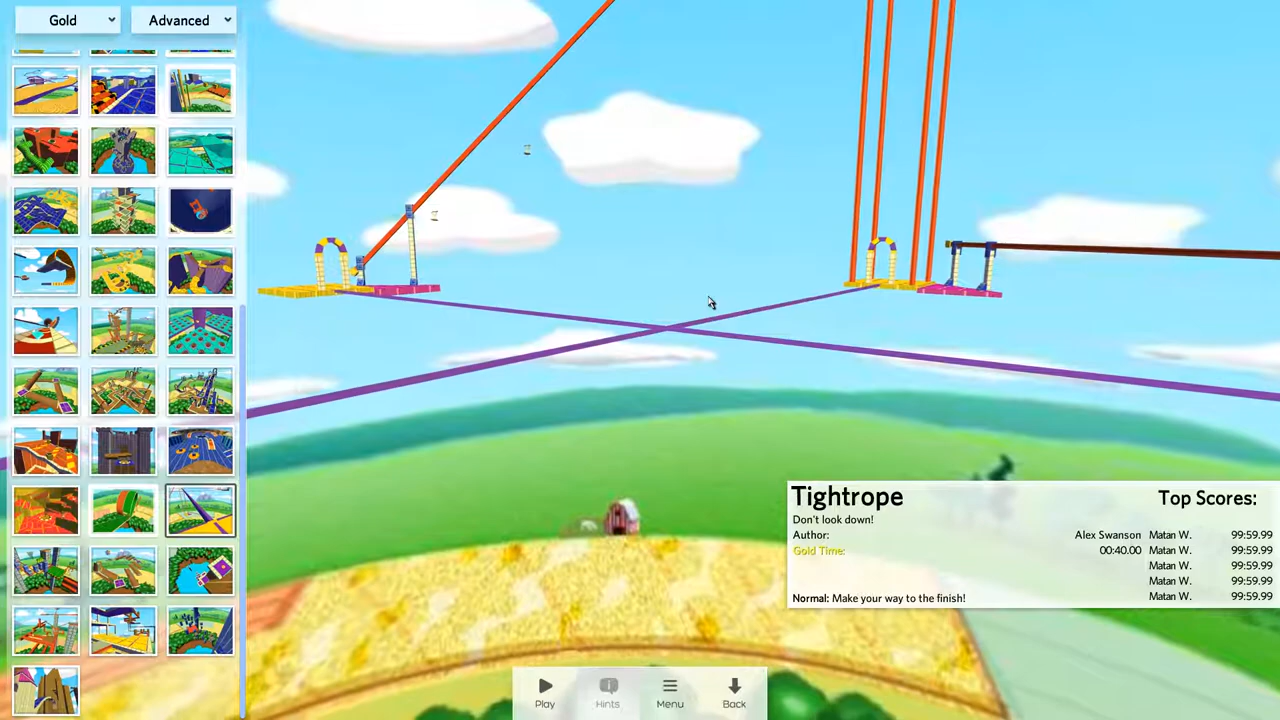 Gold
Advanced
Tightrope
Top Scores:
Don't look down!
Author: Alex Swanson
Gold Time: 00:40.00
Normal: Make your way to the finish!
Matan W. 99:59.99
Matan W. 99:59.99
Matan W. 99:59.99
Matan W. 99:59.99
Matan W. 99:59.99
Play
Hints
Menu
Back